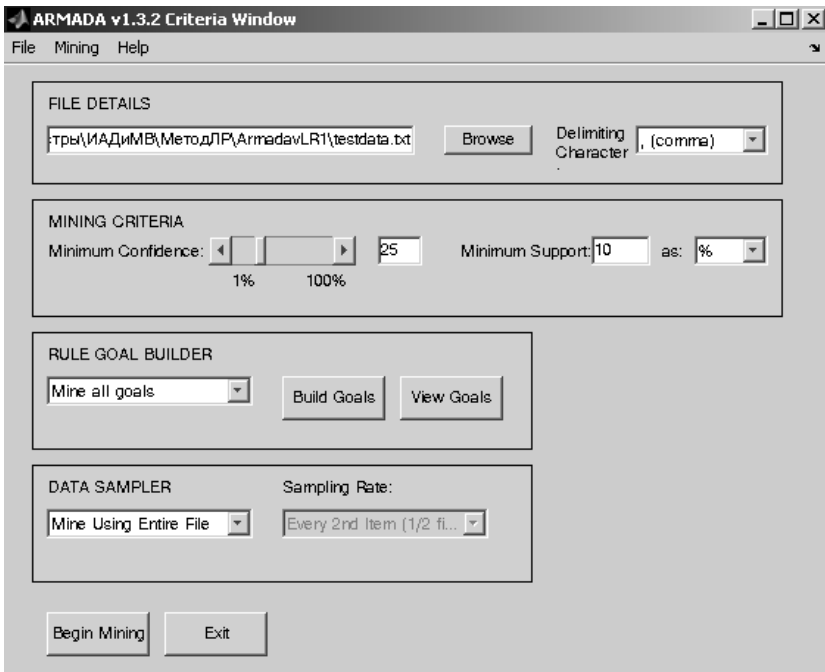 ARMADA v1.3.2 Criteria Window
File Mining Help
FILE DETAILS
:тры\ИАДиМВ\МетодЛР\ArmadavLR1\testdata.txt Browse Delimiting Character : , (comma)
MINING CRITERIA
Minimum Confidence: 25 Minimum Support: 10 as: %
1% 100%
RULE GOAL BUILDER
Mine all goals Build Goals View Goals
DATA SAMPLER Sampling Rate:
Mine Using Entire File Every 2nd Item (1/2 fi...
Begin Mining Exit